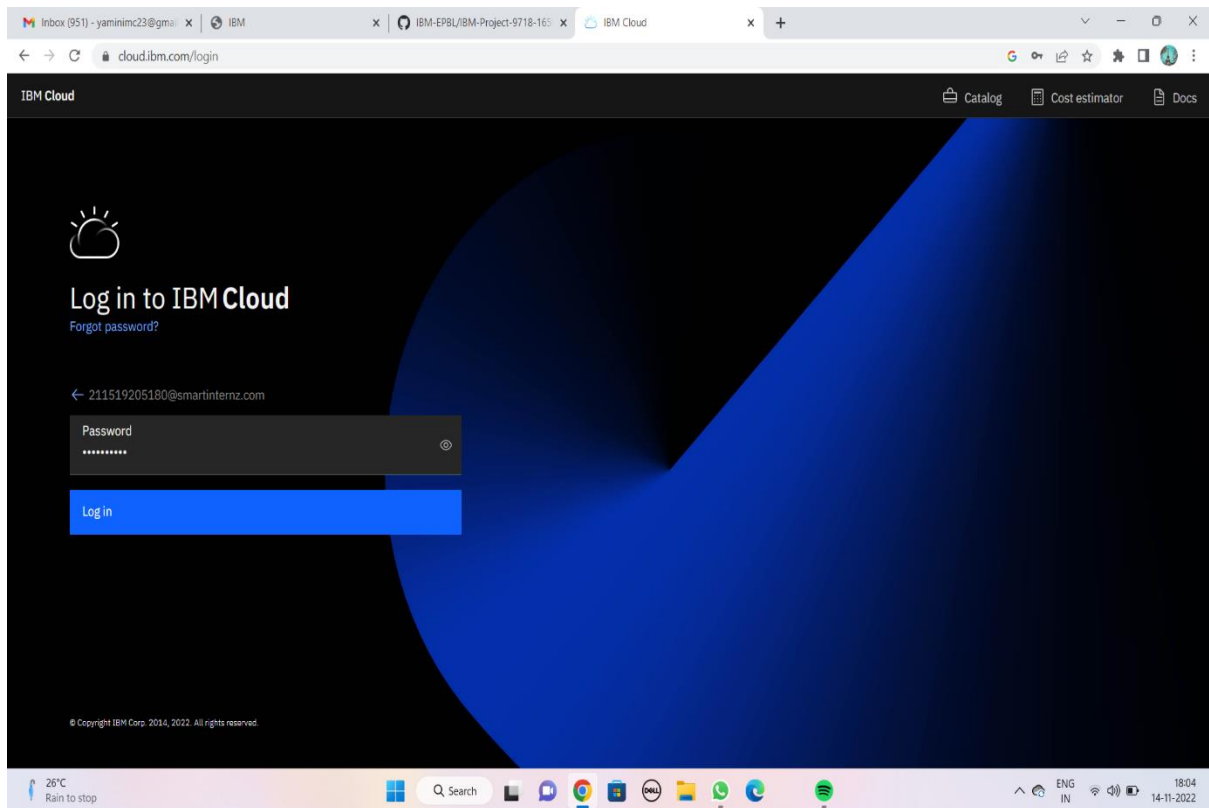 Inbox (951) - yaminimc23@gmai
IBM
IBM-EPBL/IBM-Project-9718-165
IBM Cloud
cloud.ibm.com/login
IBM Cloud
Catalog
Cost estimator
Docs
Log in to IBM Cloud
Forgot password?
211519205180@smartinternz.com
Password
••••••••••
Log in
© Copyright IBM Corp. 2014, 2022. All rights reserved.
26°C
Rain to stop
Search
DELL
ENG
IN
18:04
14-11-2022